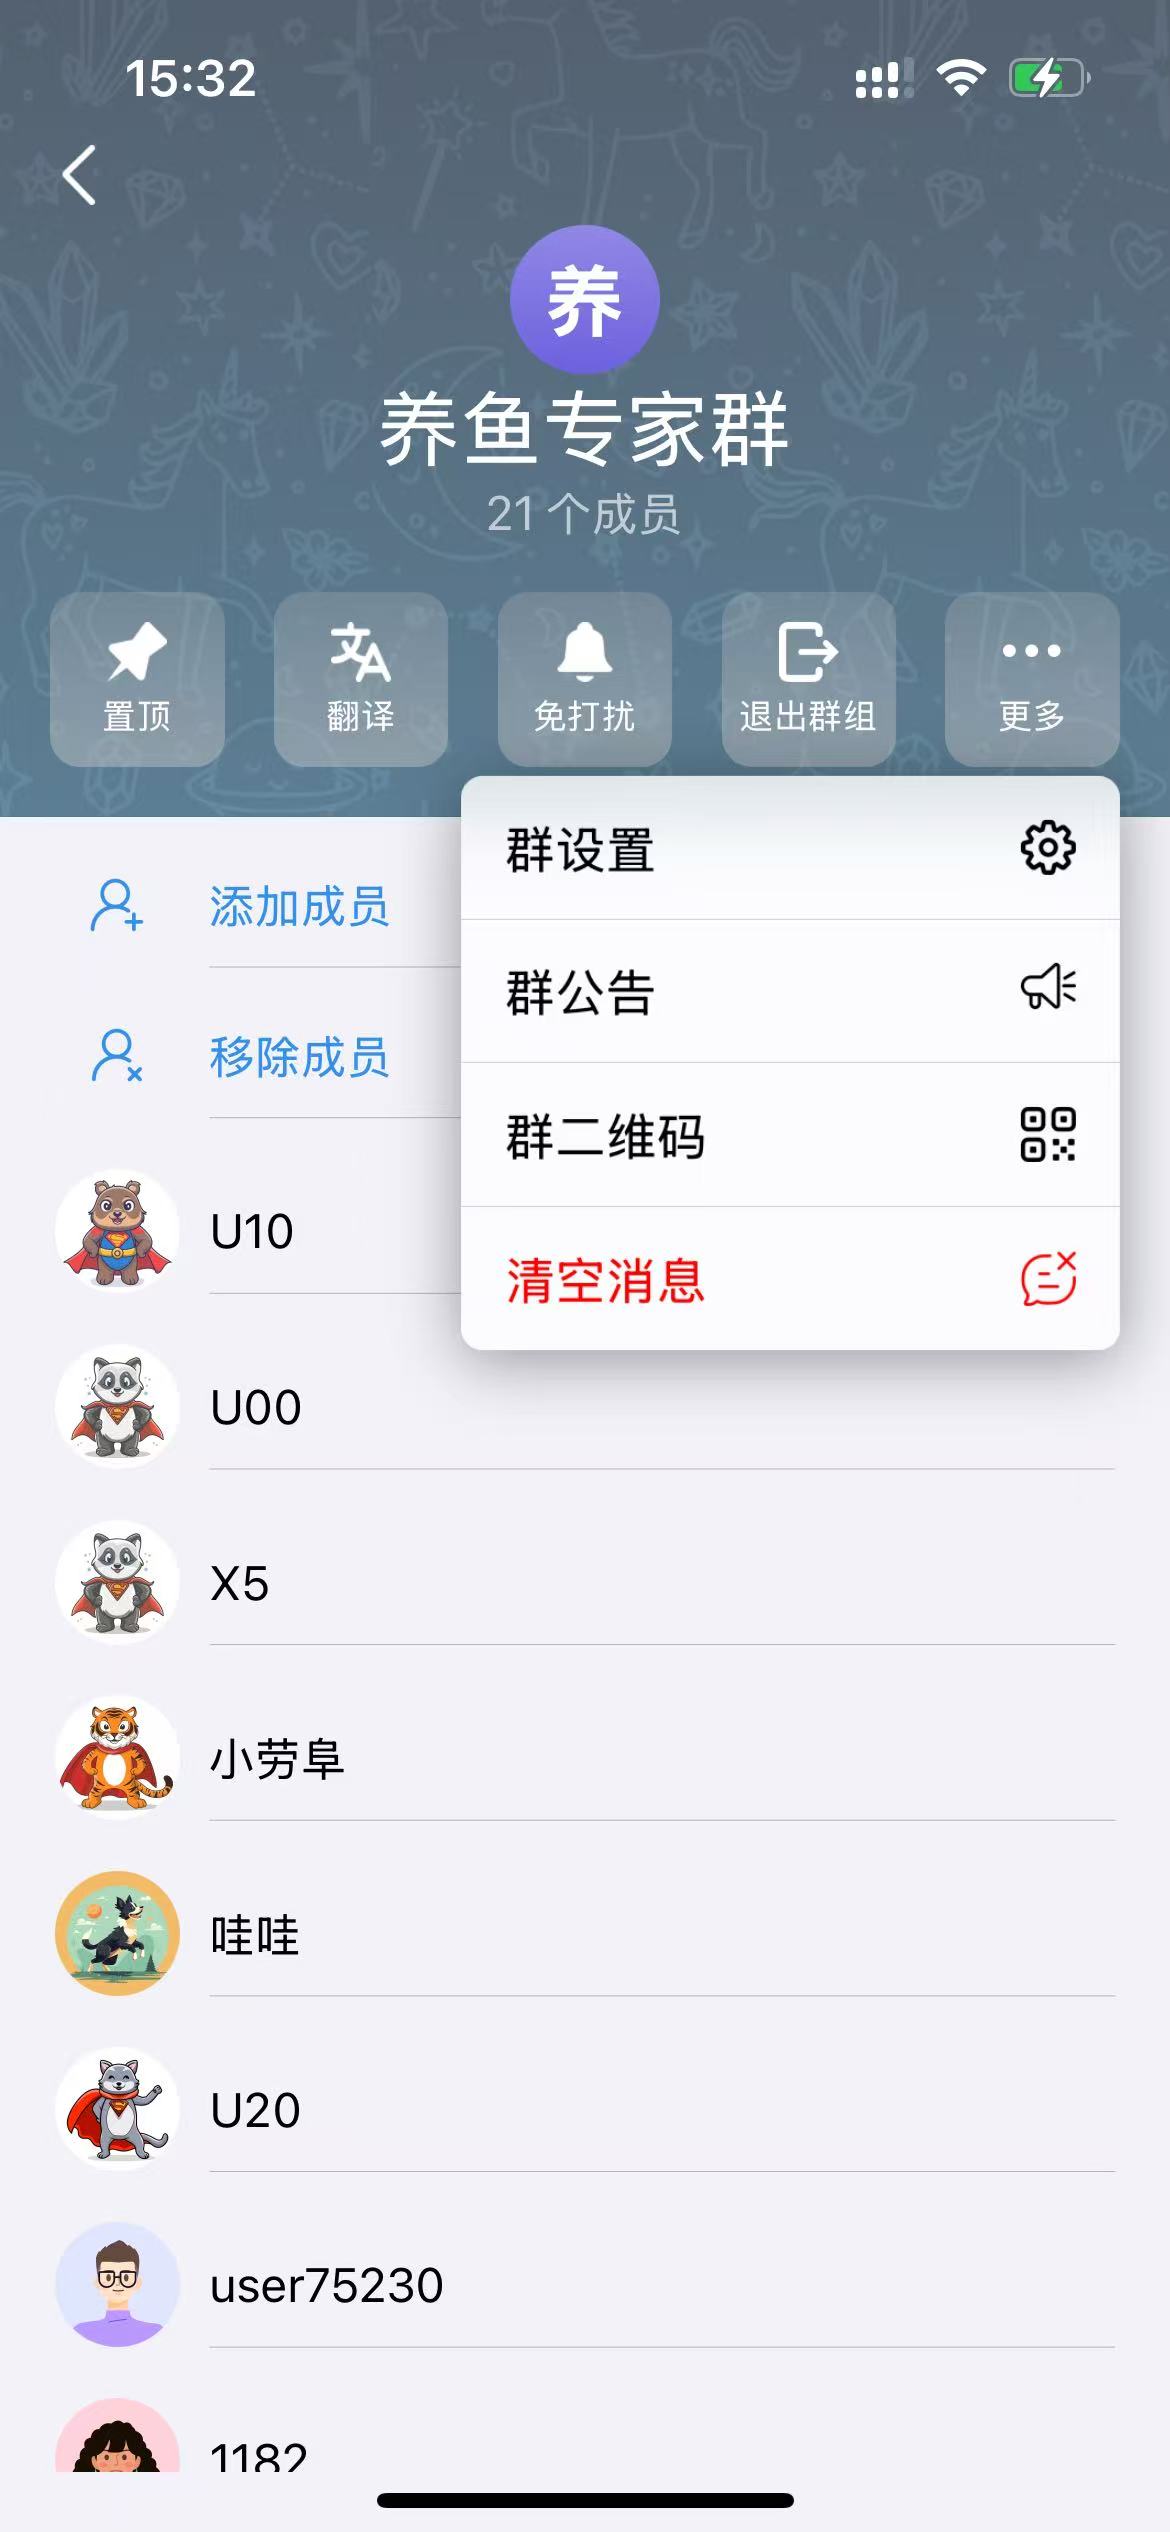 15:32
养
养鱼专家群
21 个成员
置顶
翻译
免打扰
退出群组
更多
群设置
添加成员
群公告
移除成员
群二维码
U10
清空消息
U00
X5
小劳阜
哇哇
U20
user75230
1182